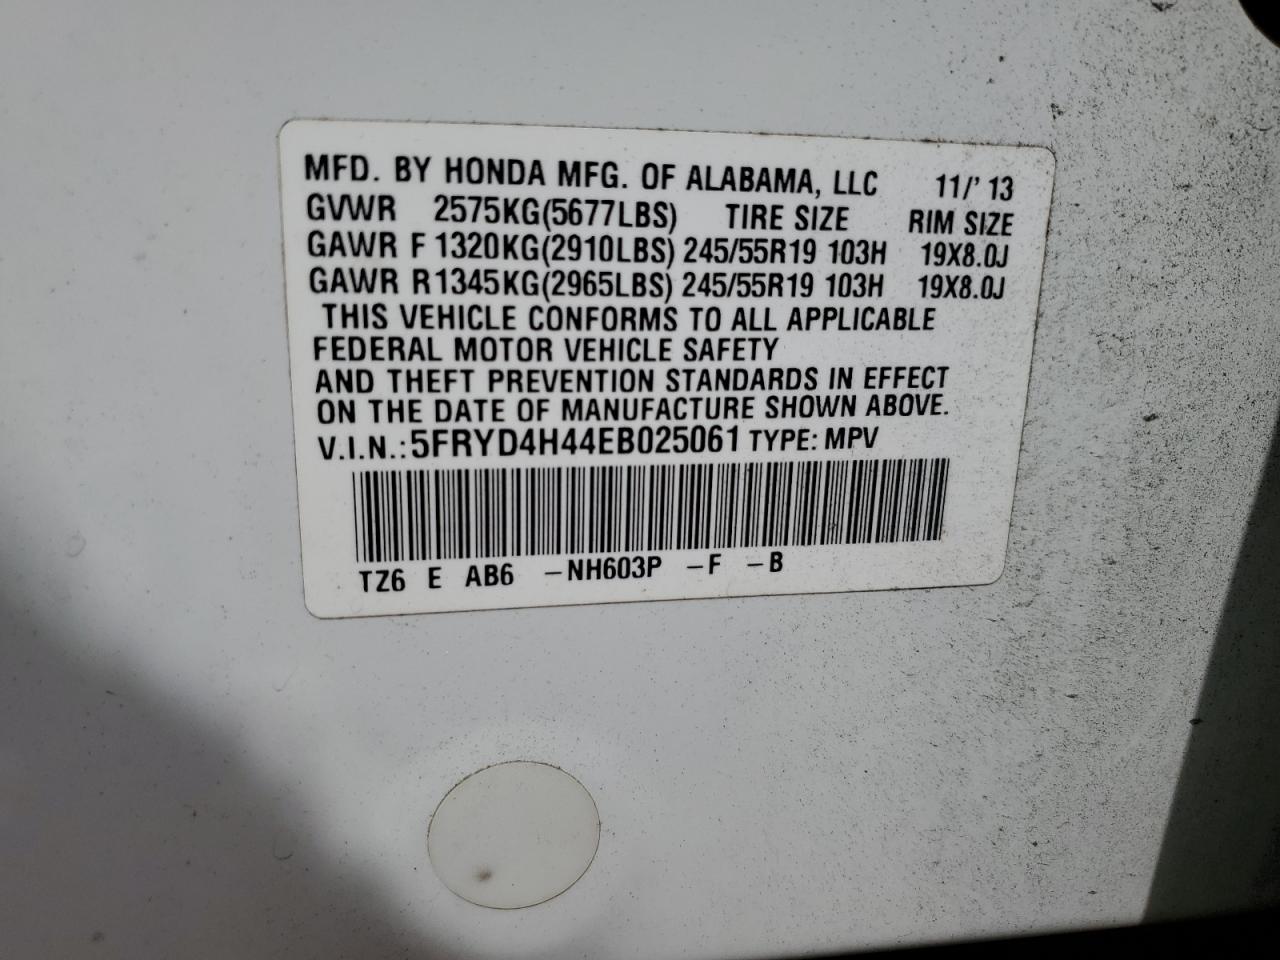 MFD. BY HONDA MFG. OF ALABAMA, LLC 11/' 13
GVWR 2575KG(5677LBS) TIRE SIZE RIM SIZE
GAWR F 1320KG(2910LBS) 245/55R19 103H 19X8.0J
GAWR R1345KG(2965LBS) 245/55R19 103H 19X8.0J
THIS VEHICLE CONFORMS TO ALL APPLICABLE
FEDERAL MOTOR VEHICLE SAFETY
AND THEFT PREVENTION STANDARDS IN EFFECT
ON THE DATE OF MANUFACTURE SHOWN ABOVE.
V.I.N.: 5FRYD4H44EB025061 TYPE: MPV
TZ6 E AB6 -NH603P -F -B